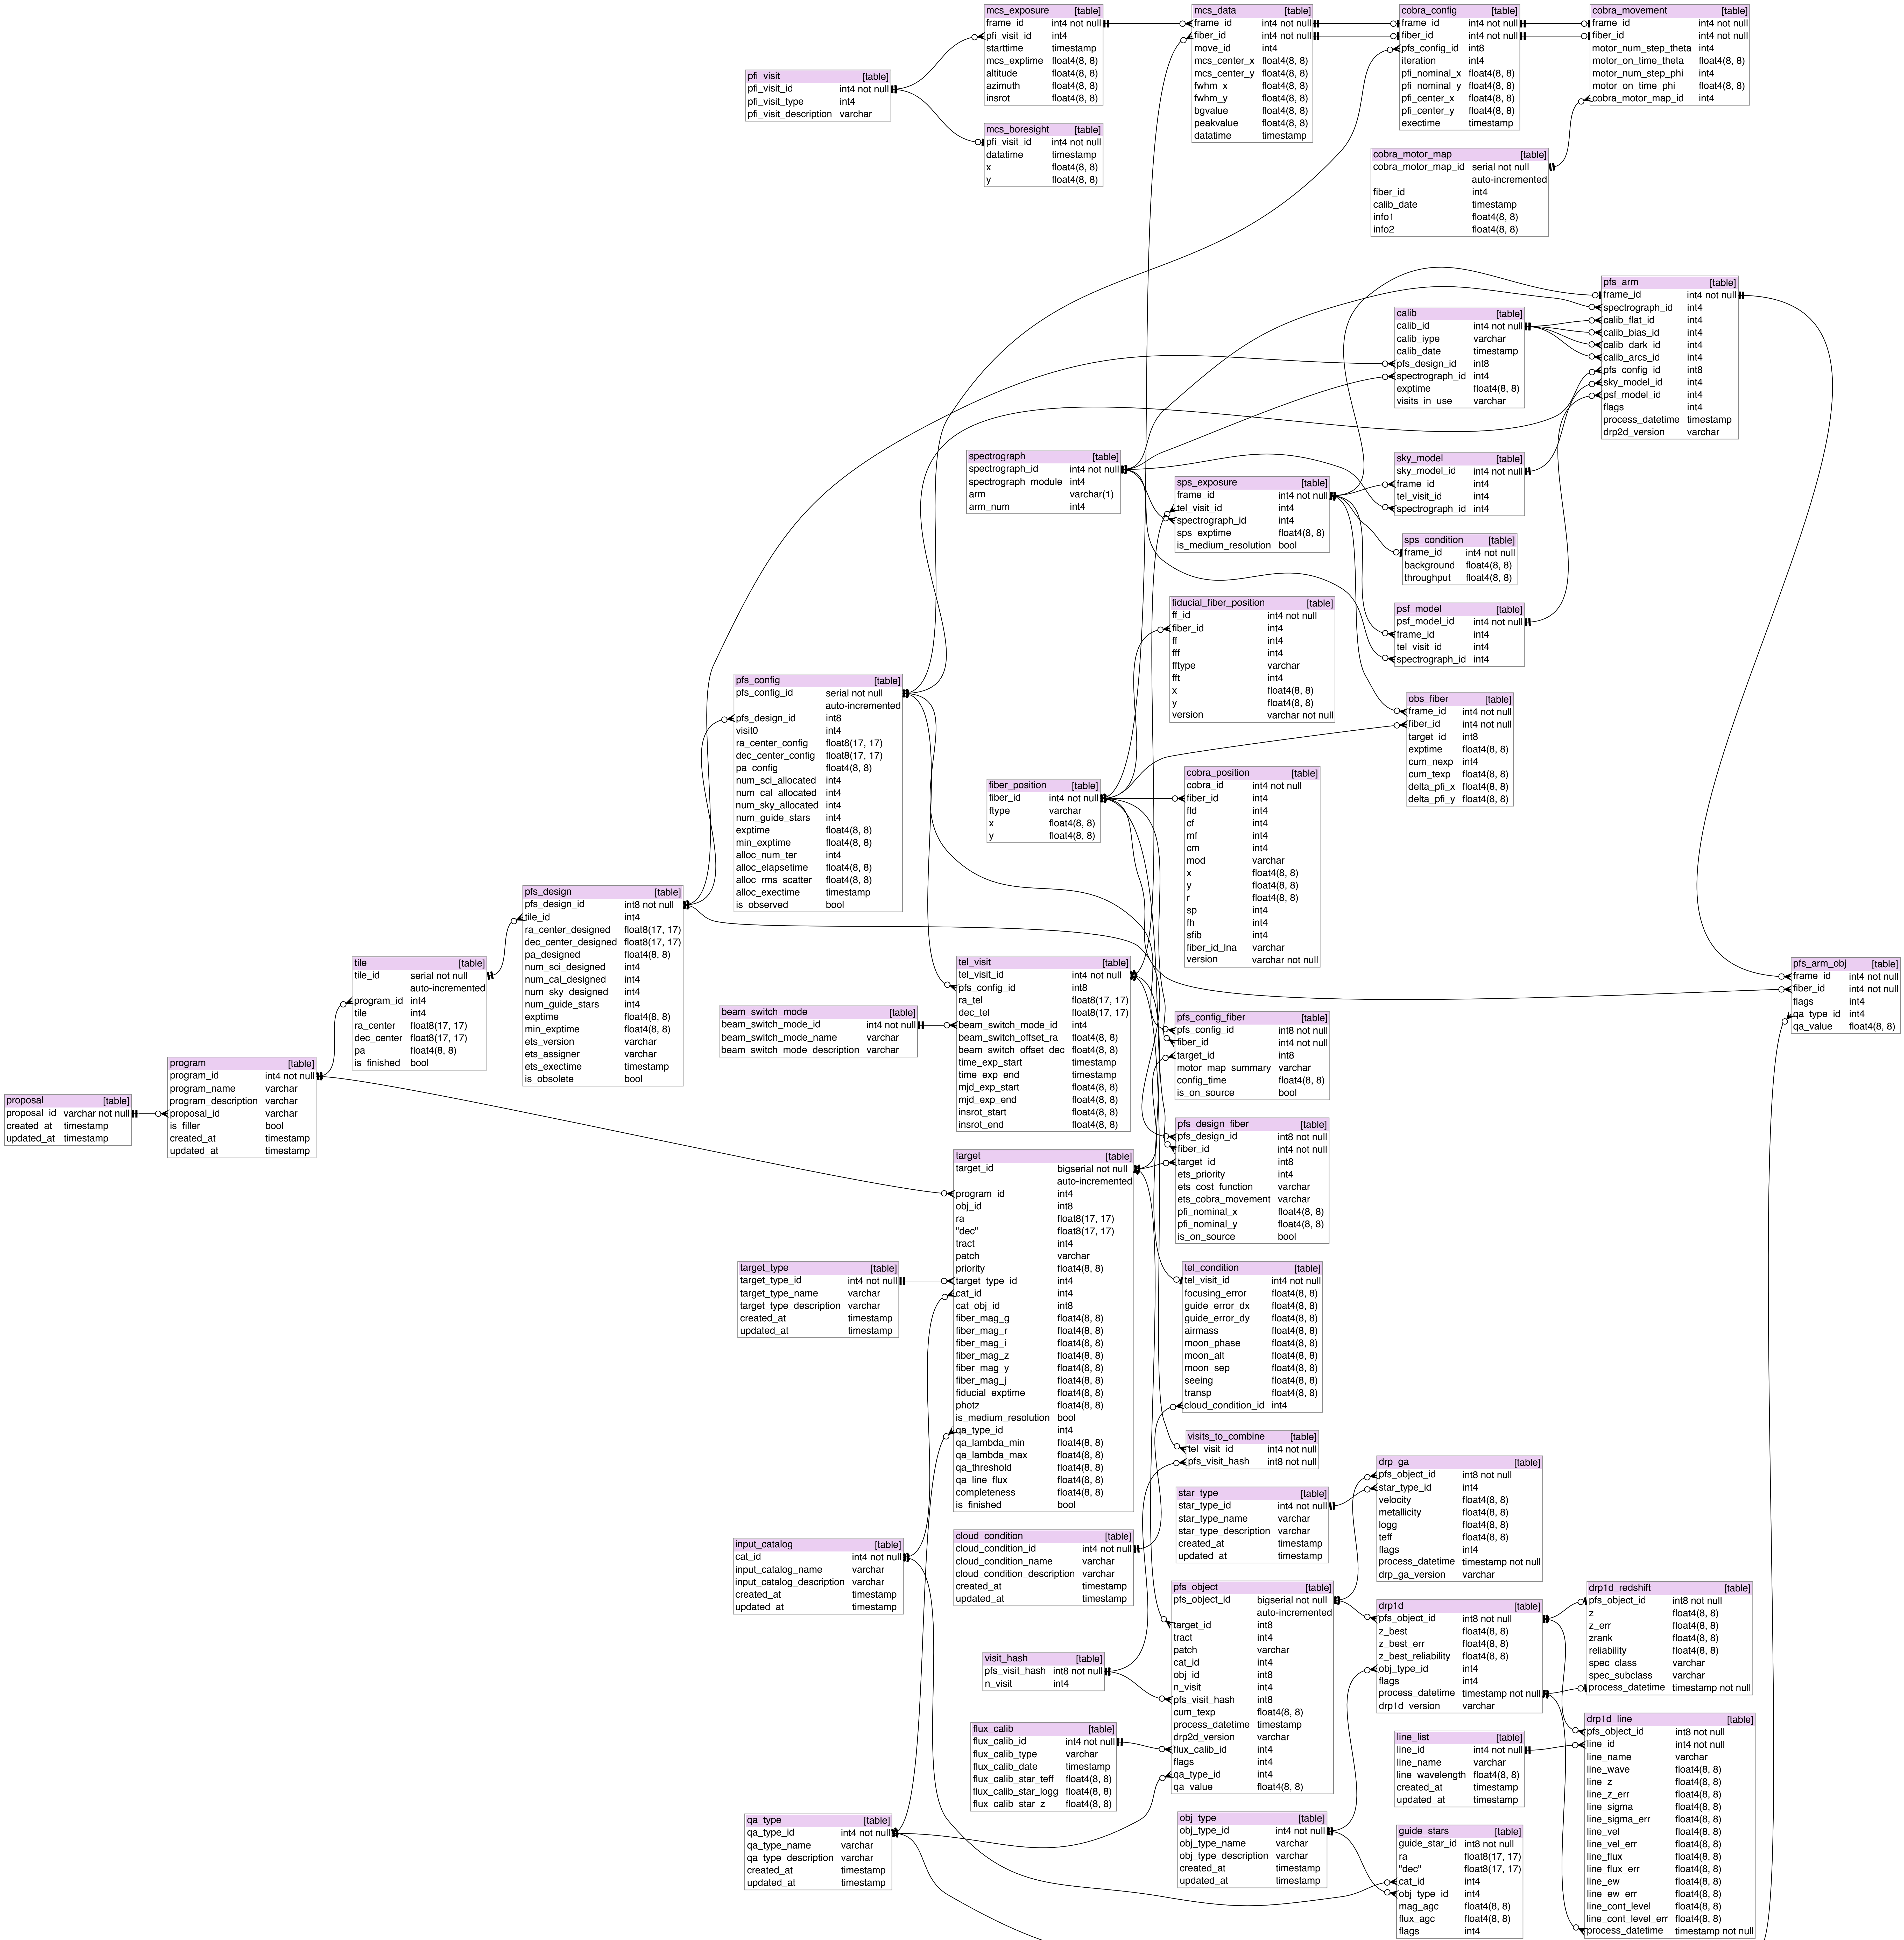 mcs_exposure [table]
frame_id int4 not null
pfi_visit_id int4
starttime timestamp
mcs_exptime float4(8, 8)
altitude float4(8, 8)
azimuth float4(8, 8)
insrot float4(8, 8)
mcs_data [table]
frame_id int4 not null
fiber_id int4 not null
move_id int4
mcs_center_x float4(8, 8)
mcs_center_y float4(8, 8)
fwhm_x float4(8, 8)
fwhm_y float4(8, 8)
bgvalue float4(8, 8)
peakvalue float4(8, 8)
datatime timestamp
cobra_config [table]
frame_id int4 not null
fiber_id int4 not null
pfs_config_id int8
iteration int4
pfi_nominal_x float4(8, 8)
pfi_nominal_y float4(8, 8)
pfi_center_x float4(8, 8)
pfi_center_y float4(8, 8)
exectime timestamp
cobra_movement [table]
frame_id int4 not null
fiber_id int4 not null
motor_num_step_theta int4
motor_on_time_theta float4(8, 8)
motor_num_step_phi int4
motor_on_time_phi float4(8, 8)
cobra_motor_map_id int4
pfi_visit [table]
pfi_visit_id int4 not null
pfi_visit_type int4
pfi_visit_description varchar
mcs_boresight [table]
pfi_visit_id int4 not null
datatime timestamp
x float4(8, 8)
y float4(8, 8)
cobra_motor_map [table]
cobra_motor_map_id serial not null
auto-incremented
fiber_id int4
calib_date timestamp
info1 float4(8, 8)
info2 float4(8, 8)
pfs_arm [table]
frame_id int4 not null
spectrograph_id int4
calib_flat_id int4
calib_bias_id int4
calib_dark_id int4
calib_arcs_id int4
pfs_config_id int8
sky_model_id int4
psf_model_id int4
flags int4
process_datetime timestamp
drp2d_version varchar
calib [table]
calib_id int4 not null
calib_iype varchar
calib_date timestamp
pfs_design_id int8
spectrograph_id int4
exptime float4(8, 8)
visits_in_use varchar
spectrograph [table]
spectrograph_id int4 not null
spectrograph_module int4
arm varchar(1)
arm_num int4
sps_exposure [table]
frame_id int4 not null
tel_visit_id int4
spectrograph_id int4
sps_exptime float4(8, 8)
is_medium_resolution bool
sky_model [table]
sky_model_id int4 not null
frame_id int4
tel_visit_id int4
spectrograph_id int4
sps_condition [table]
frame_id int4 not null
background float4(8, 8)
throughput float4(8, 8)
psf_model [table]
psf_model_id int4 not null
frame_id int4
tel_visit_id int4
spectrograph_id int4
fiducial_fiber_position [table]
ff_id int4 not null
fiber_id int4
ff int4
fff int4
fftype varchar
fft int4
x float4(8, 8)
y float4(8, 8)
version varchar not null
obs_fiber [table]
frame_id int4 not null
fiber_id int4 not null
target_id int8
exptime float4(8, 8)
cum_nexp int4
cum_texp float4(8, 8)
delta_pfi_x float4(8, 8)
delta_pfi_y float4(8, 8)
pfs_config [table]
pfs_config_id serial not null
auto-incremented
pfs_design_id int8
visit0 int4
ra_center_config float8(17, 17)
dec_center_config float8(17, 17)
pa_config float4(8, 8)
num_sci_allocated int4
num_cal_allocated int4
num_sky_allocated int4
num_guide_stars int4
exptime float4(8, 8)
min_exptime float4(8, 8)
alloc_num_ter int4
alloc_elapsetime float4(8, 8)
alloc_rms_scatter float4(8, 8)
alloc_exectime timestamp
is_observed bool
fiber_position [table]
fiber_id int4 not null
ftype varchar
x float4(8, 8)
y float4(8, 8)
cobra_position [table]
cobra_id int4 not null
fiber_id int4
fld int4
cf int4
mf int4
cm int4
mod varchar
x float4(8, 8)
y float4(8, 8)
r float4(8, 8)
sp int4
fh int4
sfib int4
fiber_id_lna varchar
version varchar not null
pfs_design [table]
pfs_design_id int8 not null
tile_id int4
ra_center_designed float8(17, 17)
dec_center_designed float8(17, 17)
pa_designed float4(8, 8)
num_sci_designed int4
num_cal_designed int4
num_sky_designed int4
num_guide_stars int4
exptime float4(8, 8)
min_exptime float4(8, 8)
ets_version varchar
ets_assigner varchar
ets_exectime timestamp
is_obsolete bool
tile [table]
tile_id serial not null
auto-incremented
program_id int4
tile int4
ra_center float8(17, 17)
dec_center float8(17, 17)
pa float4(8, 8)
is_finished bool
tel_visit [table]
tel_visit_id int4 not null
pfs_config_id int8
ra_tel float8(17, 17)
dec_tel float8(17, 17)
beam_switch_mode_id int4
beam_switch_offset_ra float4(8, 8)
beam_switch_offset_dec float4(8, 8)
time_exp_start timestamp
time_exp_end timestamp
mjd_exp_start float4(8, 8)
mjd_exp_end float4(8, 8)
insrot_start float4(8, 8)
insrot_end float4(8, 8)
pfs_arm_obj [table]
frame_id int4 not null
fiber_id int4 not null
flags int4
qa_type_id int4
qa_value float4(8, 8)
beam_switch_mode [table]
beam_switch_mode_id int4 not null
beam_switch_mode_name varchar
beam_switch_mode_description varchar
pfs_config_fiber [table]
pfs_config_id int8 not null
fiber_id int4 not null
target_id int8
motor_map_summary varchar
config_time float4(8, 8)
is_on_source bool
program [table]
program_id int4 not null
program_name varchar
program_description varchar
proposal_id varchar
is_filler bool
created_at timestamp
updated_at timestamp
proposal [table]
proposal_id varchar not null
created_at timestamp
updated_at timestamp
pfs_design_fiber [table]
pfs_design_id int8 not null
fiber_id int4 not null
target_id int8
ets_priority int4
ets_cost_function varchar
ets_cobra_movement varchar
pfi_nominal_x float4(8, 8)
pfi_nominal_y float4(8, 8)
is_on_source bool
target [table]
target_id bigserial not null
auto-incremented
program_id int4
obj_id int8
ra float8(17, 17)
"dec" float8(17, 17)
tract int4
patch varchar
priority float4(8, 8)
target_type_id int4
cat_id int4
cat_obj_id int8
fiber_mag_g float4(8, 8)
fiber_mag_r float4(8, 8)
fiber_mag_i float4(8, 8)
fiber_mag_z float4(8, 8)
fiber_mag_y float4(8, 8)
fiber_mag_j float4(8, 8)
fiducial_exptime float4(8, 8)
photz float4(8, 8)
is_medium_resolution bool
qa_type_id int4
qa_lambda_min float4(8, 8)
qa_lambda_max float4(8, 8)
qa_threshold float4(8, 8)
qa_line_flux float4(8, 8)
completeness float4(8, 8)
is_finished bool
target_type [table]
target_type_id int4 not null
target_type_name varchar
target_type_description varchar
created_at timestamp
updated_at timestamp
tel_condition [table]
tel_visit_id int4 not null
focusing_error float4(8, 8)
guide_error_dx float4(8, 8)
guide_error_dy float4(8, 8)
airmass float4(8, 8)
moon_phase float4(8, 8)
moon_alt float4(8, 8)
moon_sep float4(8, 8)
seeing float4(8, 8)
transp float4(8, 8)
cloud_condition_id int4
visits_to_combine [table]
tel_visit_id int4 not null
pfs_visit_hash int8 not null
drp_ga [table]
pfs_object_id int8 not null
star_type_id int4
velocity float4(8, 8)
metallicity float4(8, 8)
logg float4(8, 8)
teff float4(8, 8)
flags int4
process_datetime timestamp not null
drp_ga_version varchar
star_type [table]
star_type_id int4 not null
star_type_name varchar
star_type_description varchar
created_at timestamp
updated_at timestamp
input_catalog [table]
cat_id int4 not null
input_catalog_name varchar
input_catalog_description varchar
created_at timestamp
updated_at timestamp
cloud_condition [table]
cloud_condition_id int4 not null
cloud_condition_name varchar
cloud_condition_description varchar
created_at timestamp
updated_at timestamp
pfs_object [table]
pfs_object_id bigserial not null
auto-incremented
target_id int8
tract int4
patch varchar
cat_id int4
obj_id int8
n_visit int4
pfs_visit_hash int8
cum_texp float4(8, 8)
process_datetime timestamp
drp2d_version varchar
flux_calib_id int4
flags int4
qa_type_id int4
qa_value float4(8, 8)
drp1d [table]
pfs_object_id int8 not null
z_best float4(8, 8)
z_best_err float4(8, 8)
z_best_reliability float4(8, 8)
obj_type_id int4
flags int4
process_datetime timestamp not null
drp1d_version varchar
drp1d_redshift [table]
pfs_object_id int8 not null
z float4(8, 8)
z_err float4(8, 8)
zrank float4(8, 8)
reliability float4(8, 8)
spec_class varchar
spec_subclass varchar
process_datetime timestamp not null
visit_hash [table]
pfs_visit_hash int8 not null
n_visit int4
flux_calib [table]
flux_calib_id int4 not null
flux_calib_type varchar
flux_calib_date timestamp
flux_calib_star_teff float4(8, 8)
flux_calib_star_logg float4(8, 8)
flux_calib_star_z float4(8, 8)
line_list [table]
line_id int4 not null
line_name varchar
line_wavelength float4(8, 8)
created_at timestamp
updated_at timestamp
drp1d_line [table]
pfs_object_id int8 not null
line_id int4 not null
line_name varchar
line_wave float4(8, 8)
line_z float4(8, 8)
line_z_err float4(8, 8)
line_sigma float4(8, 8)
line_sigma_err float4(8, 8)
line_vel float4(8, 8)
line_vel_err float4(8, 8)
line_flux float4(8, 8)
line_flux_err float4(8, 8)
line_ew float4(8, 8)
line_ew_err float4(8, 8)
line_cont_level float4(8, 8)
line_cont_level_err float4(8, 8)
process_datetime timestamp not null
qa_type [table]
qa_type_id int4 not null
qa_type_name varchar
qa_type_description varchar
created_at timestamp
updated_at timestamp
obj_type [table]
obj_type_id int4 not null
obj_type_name varchar
obj_type_description varchar
created_at timestamp
updated_at timestamp
guide_stars [table]
guide_star_id int8 not null
ra float8(17, 17)
"dec" float8(17, 17)
cat_id int4
obj_type_id int4
mag_agc float4(8, 8)
flux_agc float4(8, 8)
flags int4